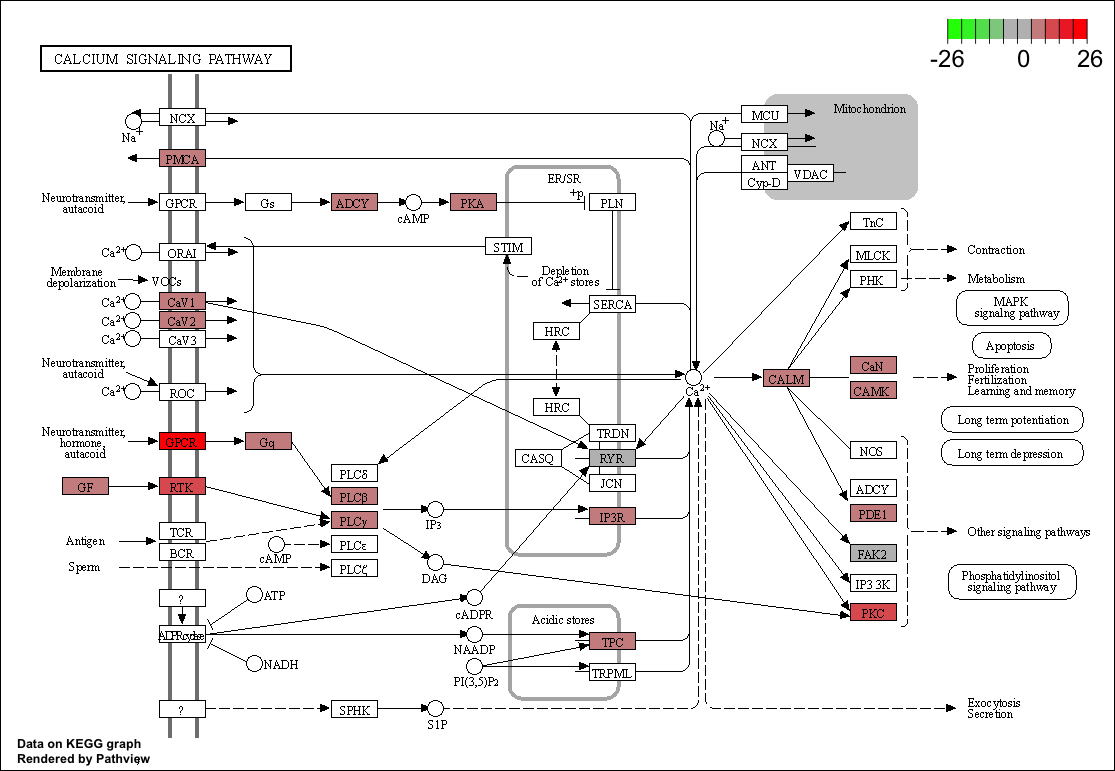 CALCIUM SIGNALING PATHWAY
-26 0 26
NCX
Na+
PMCA
Neurotransmitter,
autacoid
GPCR
Gs
ADCY
cAMP
PKA
ER/SR
+p
PLN
MCU
Mitochondrion
Na+
NCX
ANT
Cyp-D
VDAC
Ca2+
ORAI
STIM
Depletion
of Ca2+ stores
Membrane
depolarization
VOCs
Ca2+
CaV1
Ca2+
CaV2
Ca2+
CaV3
SERCA
HRC
HRC
Neurotransmitter,
autacoid
Ca2+
ROC
TRDN
CASQ
RYR
JCN
IP3R
Ca2+
CALM
TnC
MLCK
PHK
Contraction
Metabolism
MAPK
signaling pathway
Apoptosis
CaN
CAMK
Proliferation
Fertilization
Learning and memory
Long term potentiation
Long term depression
Neurotransmitter,
hormone,
autacoid
GPCR
Gq
GF
RTK
PLCδ
PLCβ
PLCγ
PLCε
PLCζ
IP3
DAG
Antigen
TCR
BCR
cAMP
Sperm
NOS
ADCY
PDE1
FAK2
IP3 3K
PKC
Other signaling pathways
Phosphatidylinositol
signaling pathway
?
ATP
cADPR
NAADP
NADH
PI(3,5)P2
Acidic stores
TPC
TRPML
?
SPHK
S1P
Exocytosis
Secretion
Data on KEGG graph
Rendered by Pathview